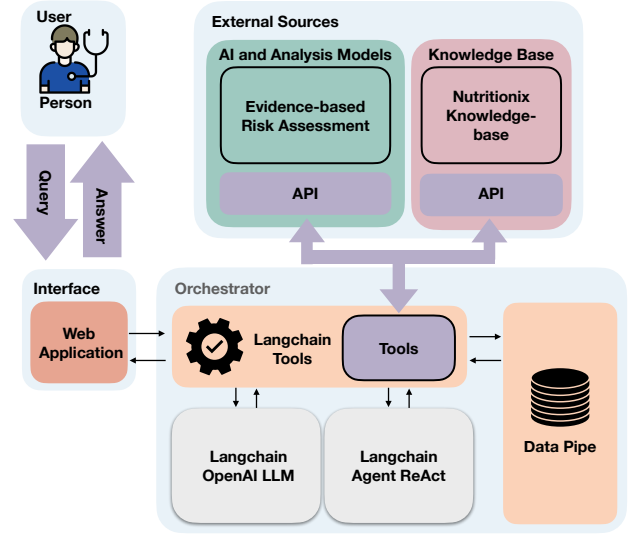 User
Person
Query
Answer
External Sources
AI and Analysis Models
Evidence-based
Risk Assessment
API
Knowledge Base
Nutritionix
Knowledge-
base
API
Interface
Web
Application
Orchestrator
Langchain
Tools
Tools
Langchain
OpenAI LLM
Langchain
Agent ReAct
Data Pipe